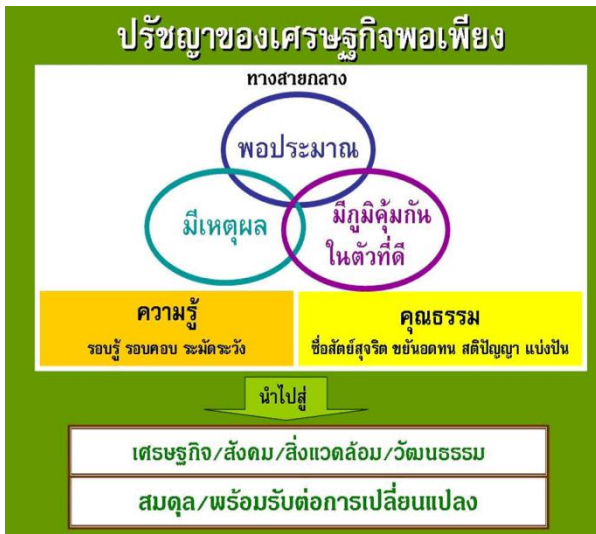 ปรัชญาของเศรษฐกิจพอเพียง
ทางสายกลาง
พอประมาณ
มีเหตุผล
มีภูมิคุ้มกัน
ในตัวที่ดี
ความรู้
รอบรู้ รอบคอบ ระมัดระวัง
คุณธรรม
ซื่อสัตย์สุจริต ขยันอดทน สติปัญญา แบ่งปัน
นำไปสู่
เศรษฐกิจ/สังคม/สิ่งแวดล้อม/วัฒนธรรม
สมดุล/พร้อมรับต่อการเปลี่ยนแปลง